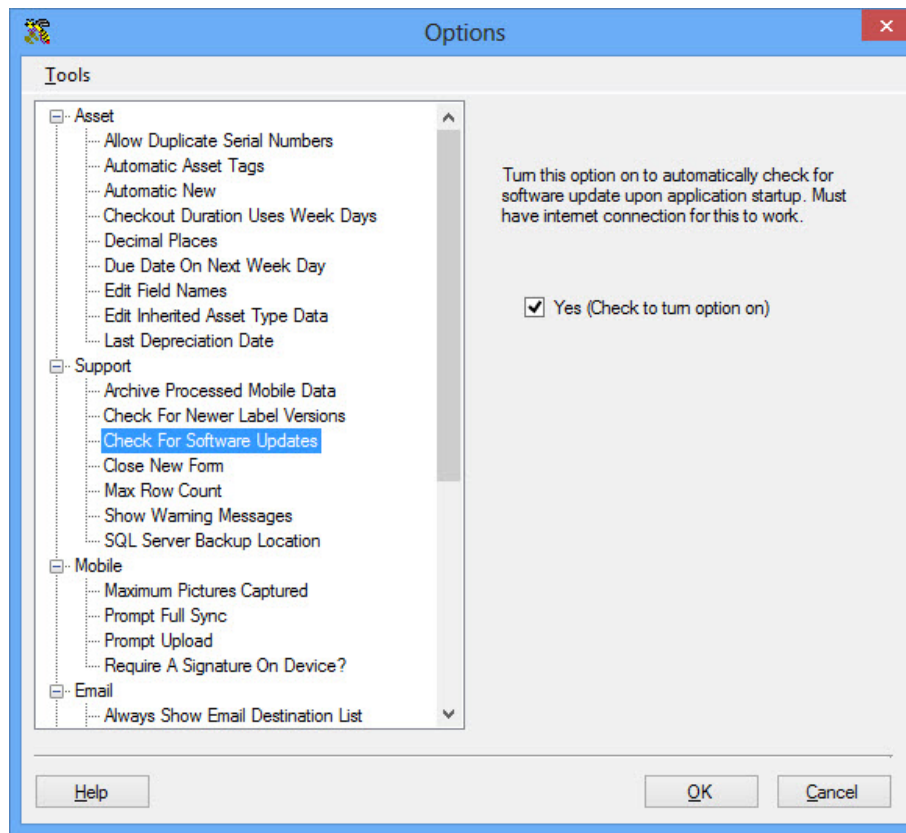 Options
Tools
Asset
Allow Duplicate Serial Numbers
Automatic Asset Tags
Automatic New
Checkout Duration Uses Week Days
Decimal Places
Due Date On Next Week Day
Edit Field Names
Edit Inherited Asset Type Data
Last Depreciation Date
Support
Archive Processed Mobile Data
Check For Newer Label Versions
Check For Software Updates
Close New Form
Max Row Count
Show Warning Messages
SQL Server Backup Location
Mobile
Maximum Pictures Captured
Prompt Full Sync
Prompt Upload
Require A Signature On Device?
Email
Always Show Email Destination List
Turn this option on to automatically check for
software update upon application startup. Must
have internet connection for this to work.
Yes (Check to turn option on)
Help
OK
Cancel